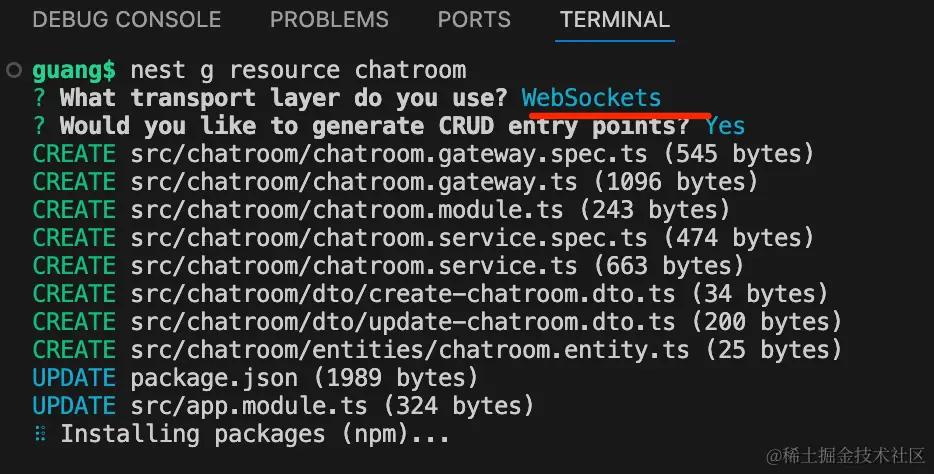 DEBUG CONSOLE PROBLEMS PORTS TERMINAL
guang$ nest g resource chatroom
? What transport layer do you use? WebSockets
? Would you like to generate CRUD entry points? Yes
CREATE src/chatroom/chatroom.gateway.spec.ts (545 bytes)
CREATE src/chatroom/chatroom.gateway.ts (1096 bytes)
CREATE src/chatroom/chatroom.module.ts (243 bytes)
CREATE src/chatroom/chatroom.service.spec.ts (474 bytes)
CREATE src/chatroom/chatroom.service.ts (663 bytes)
CREATE src/chatroom/dto/create-chatroom.dto.ts (34 bytes)
CREATE src/chatroom/dto/update-chatroom.dto.ts (200 bytes)
CREATE src/chatroom/entities/chatroom.entity.ts (25 bytes)
UPDATE package.json (1989 bytes)
UPDATE src/app.module.ts (324 bytes)
Installing packages (npm)...
@稀土掘金技术社区